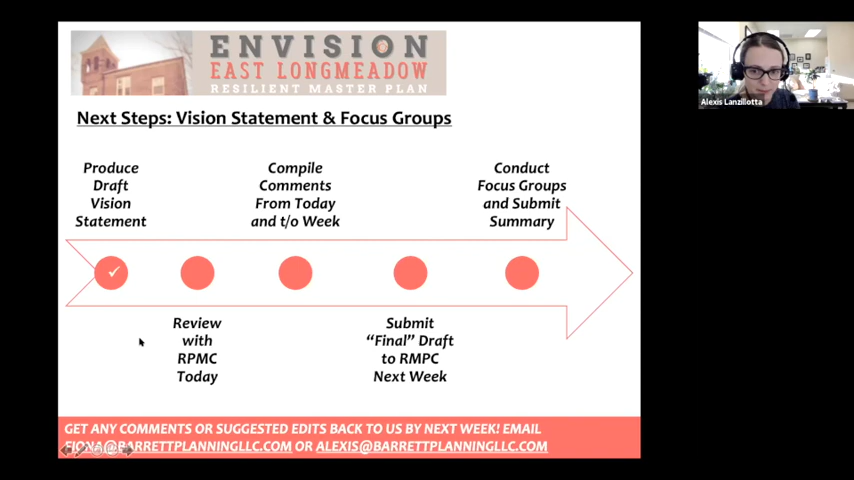 ENVISION
EAST LONGMEADOW
RESILIENT MASTER PLAN
Next Steps: Vision Statement & Focus Groups
Produce
Draft
Vision
Statement
Compile
Comments
From Today
and t/o Week
Conduct
Focus Groups
and Submit
Summary
Review
with
RPMC
Today
Submit
“Final” Draft
to RMPC
Next Week
GET ANY COMMENTS OR SUGGESTED EDITS BACK TO US BY NEXT WEEK! EMAIL
FIONA@BARRETTPLANNINGLLC.COM OR ALEXIS@BARRETTPLANNINGLLC.COM
Alexis Lanzillotta